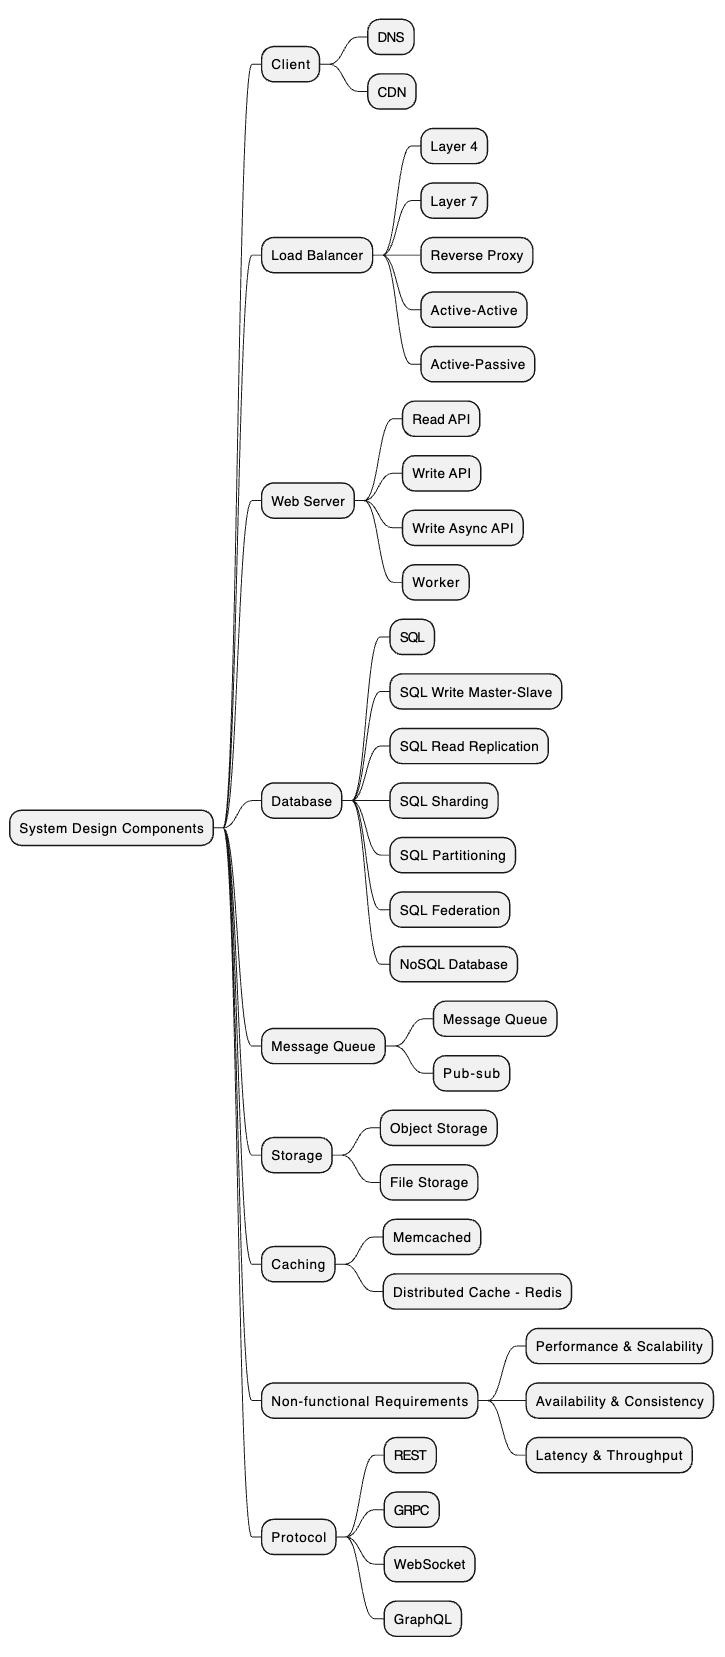 DNS
Client
CDN
Layer 4
Layer 7
Load Balancer
Reverse Proxy
Active-Active
Active-Passive
Read API
Write API
Web Server
Write Async API
Worker
SQL
SQL Write Master-Slave
SQL Read Replication
Database
SQL Sharding
System Design Components
SQL Partitioning
SQL Federation
NoSQL Database
Message Queue
Message Queue
Pub-sub
Object Storage
Storage
File Storage
Memcached
Caching
Distributed Cache - Redis
Performance & Scalability
Non-functional Requirements
Availability & Consistency
Latency & Throughput
REST
GRPC
Protocol
WebSocket
GraphQL